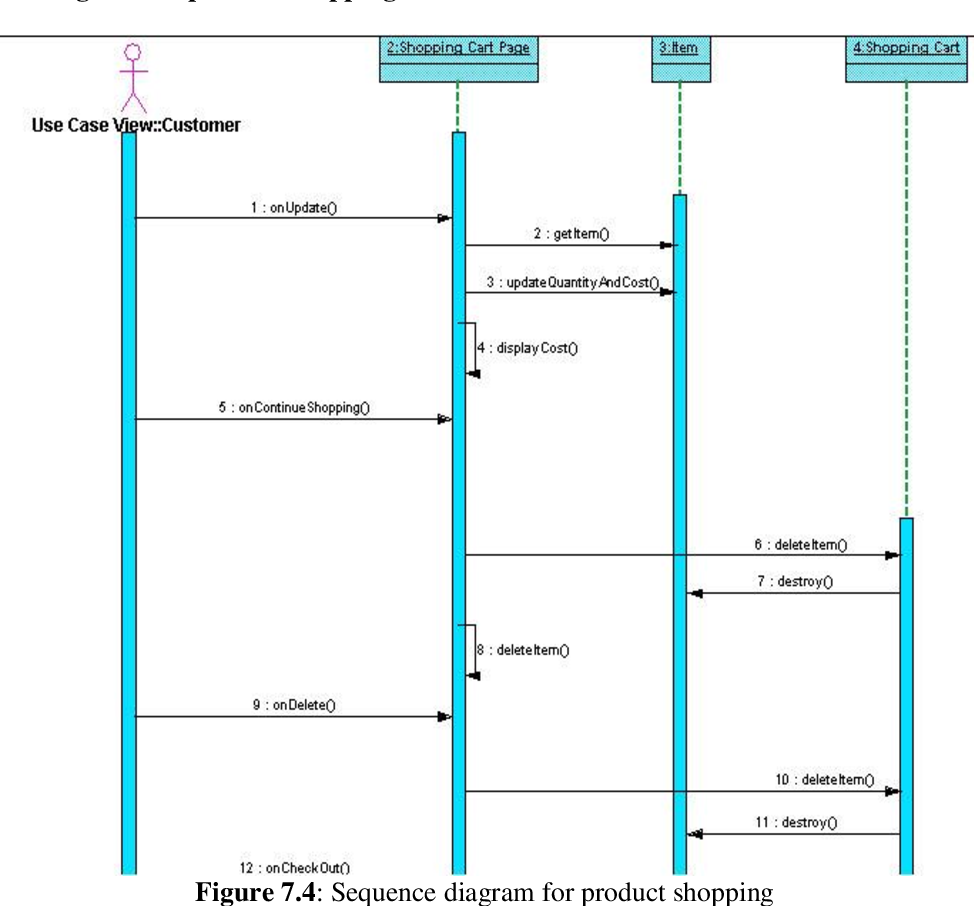 2:Shopping Cart Page
3:Item
4:Shopping Cart
Use Case View::Customer
1 : onUpdate()
2 : getItem()
3 : updateQuantityAndCost()
4 : displayCost()
5 : onContinueShopping()
6 : deleteItem()
7 : destroy()
8 : deleteItem()
9 : onDelete()
10 : deleteItem()
11 : destroy()
12 : onCheckOut()
Figure 7.4: Sequence diagram for product shopping